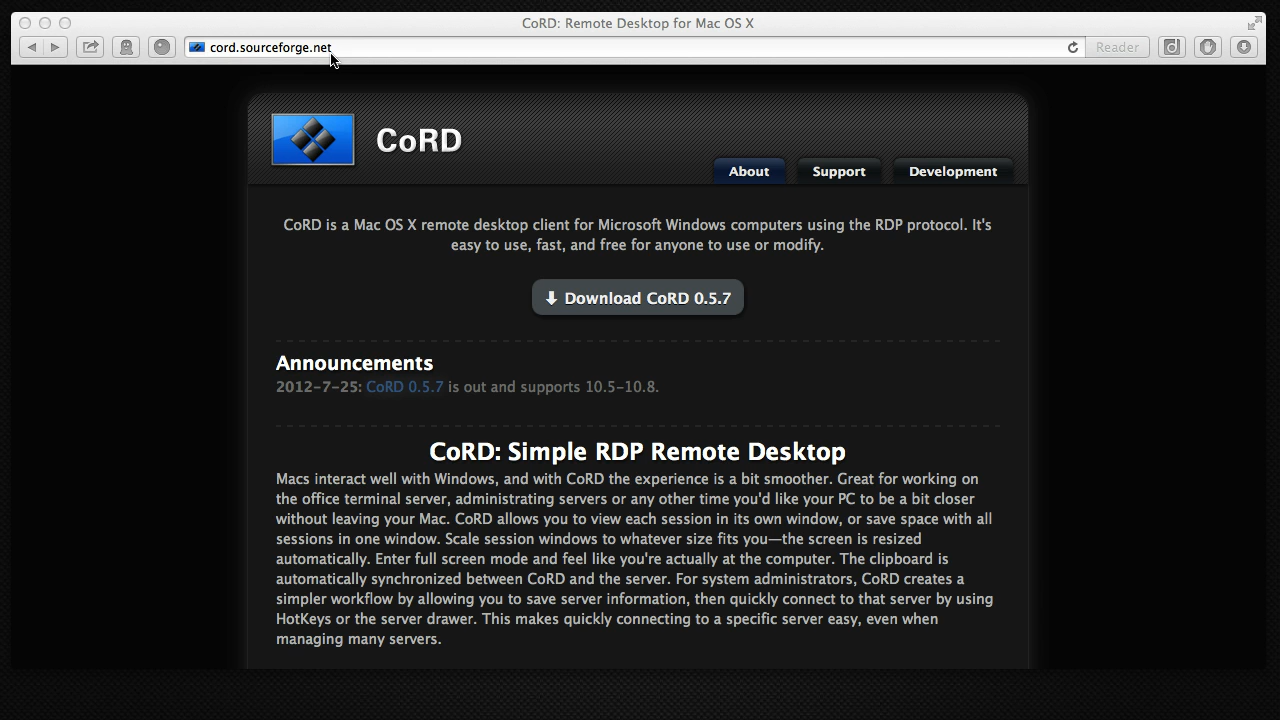 CoRD: Remote Desktop for Mac OS X
cord.sourceforge.net
Reader
CoRD
About
Support
Development
CoRD is a Mac OS X remote desktop client for Microsoft Windows computers using the RDP protocol. It's
easy to use, fast, and free for anyone to use or modify.
Download CoRD 0.5.7
Announcements
2012-7-25: CoRD 0.5.7 is out and supports 10.5-10.8.
CoRD: Simple RDP Remote Desktop
Macs interact well with Windows, and with CoRD the experience is a bit smoother. Great for working on
the office terminal server, administrating servers or any other time you'd like your PC to be a bit closer
without leaving your Mac. CoRD allows you to view each session in its own window, or save space with all
sessions in one window. Scale session windows to whatever size fits you—the screen is resized
automatically. Enter full screen mode and feel like you're actually at the computer. The clipboard is
automatically synchronized between CoRD and the server. For system administrators, CoRD creates a
simpler workflow by allowing you to save server information, then quickly connect to that server by using
HotKeys or the server drawer. This makes quickly connecting to a specific server easy, even when
managing many servers.